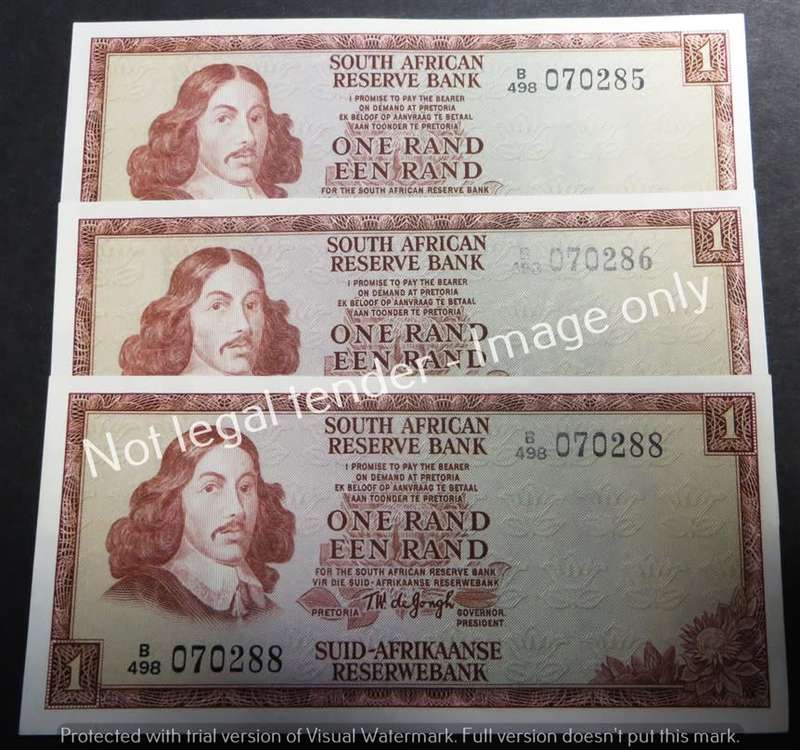 SOUTH AFRICAN
RESERVE BANK
B
498 070285
1
I PROMISE TO PAY THE BEARER
ON DEMAND AT PRETORIA
EK BELOOF OP AANVRAAG TE BETAAL
AAN TOONDER TE PRETORIA
ONE RAND
EEN RAND
FOR THE SOUTH AFRICAN RESERVE BANK
SOUTH AFRICAN
RESERVE BANK
B
498 070286
1
I PROMISE TO PAY THE BEARER
ON DEMAND AT PRETORIA
EK BELOOF OP AANVRAAG TE BETAAL
AAN TOONDER TE PRETORIA
ONE RAND
EEN RAND
Not legal tender - Image only
SOUTH AFRICAN
RESERVE BANK
B
498 070288
1
I PROMISE TO PAY THE BEARER
ON DEMAND AT PRETORIA
EK BELOOF OP AANVRAAG TE BETAAL
AAN TOONDER TE PRETORIA
ONE RAND
EEN RAND
FOR THE SOUTH AFRICAN RESERVE BANK
VIR DIE SUID-AFRIKAANSE RESERWEBANK
T.W. de Jongh
PRETORIA GOVERNOR
PRESIDENT
B
498 070288
SUID-AFRIKAANSE
RESERWEBANK
1
Protected with trial version of Visual Watermark. Full version doesn't put this mark.